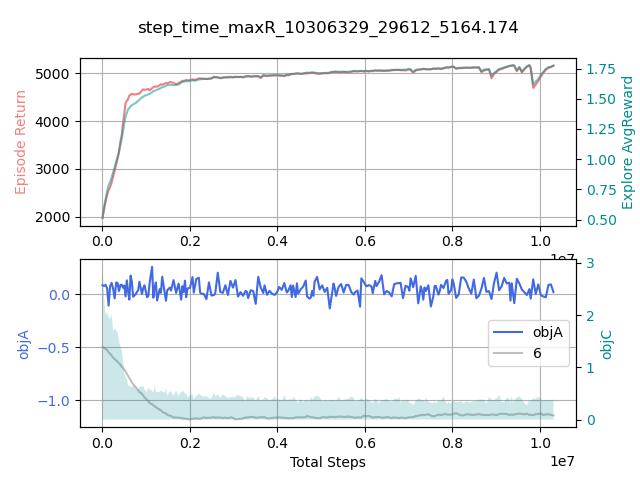 step_time_maxR_10306329_29612_5164.174
5000
4000
3000
2000
Episode Return
1.75
1.50
1.25
1.00
0.75
0.50
Explore AvgReward
0.0 0.2 0.4 0.6 0.8 1.0
1e7
0.0
−0.5
−1.0
objA
3
2
1
0
objC
objA
6
0.0 0.2 0.4 0.6 0.8 1.0
Total Steps
1e7